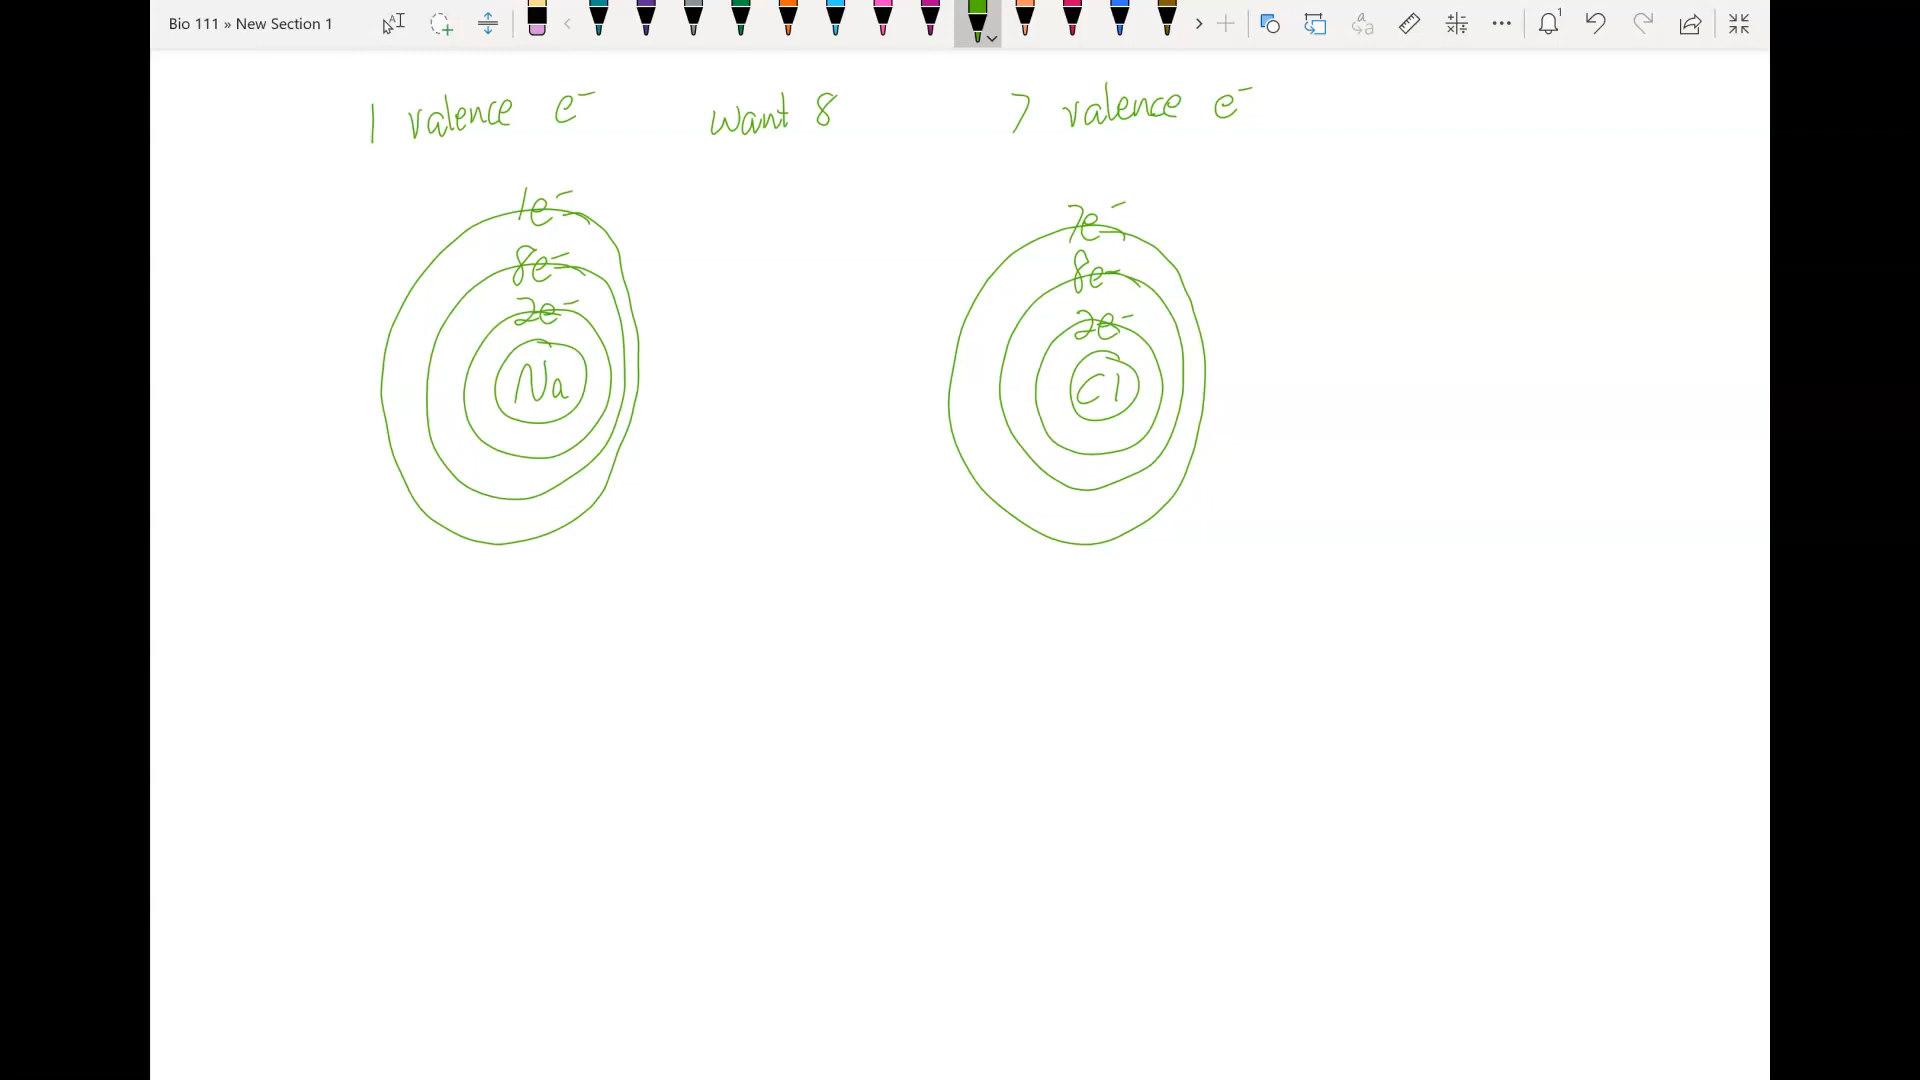 Bio 111 » New Section 1
1 valence e⁻ want 8 7 valence e⁻
1e⁻
8e⁻
2e⁻
Na
7e⁻
8e⁻
2e⁻
Cl